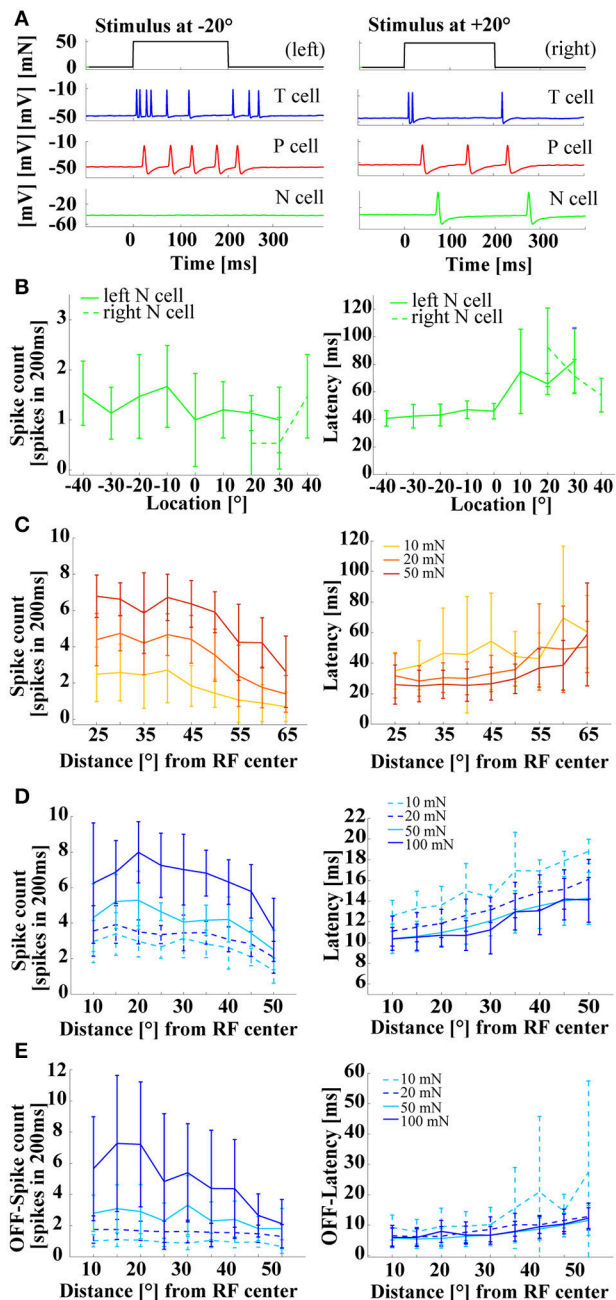 A
Stimulus at -20°
Stimulus at +20°
[mN]
50
0
(left)
(right)
[mV] [mV] [mV]
-10
-50
T cell
T cell
-10
-50
P cell
P cell
-20
-60
N cell
N cell
0 100 200 300
0 100 200 300
Time [ms]
Time [ms]
B
left N cell
right N cell
Spike count
[spikes in 200ms]
3
2
1
0
-40 -30 -20 -10 0 10 20 30 40
Location [°]
left N cell
right N cell
Latency [ms]
120
100
80
60
40
20
0
-40 -30 -20 -10 0 10 20 30 40
Location [°]
C
Spike count
[spikes in 200ms]
8
6
4
2
0
25 35 45 55 65
Distance [°] from RF center
10 mN
20 mN
50 mN
Latency [ms]
120
100
80
60
40
20
0
25 35 45 55 65
Distance [°] from RF center
D
Spike count
[spikes in 200ms]
10
8
6
4
2
0
10 20 30 40 50
Distance [°] from RF center
10 mN
20 mN
50 mN
100 mN
Latency [ms]
22
20
18
16
14
12
10
8
6
10 20 30 40 50
Distance [°] from RF center
E
OFF-Spike count
[spikes in 200ms]
12
10
8
6
4
2
0
10 20 30 40 50
Distance [°] from RF center
10 mN
20 mN
50 mN
100 mN
OFF-Latency [ms]
60
50
40
30
20
10
0
10 20 30 40 50
Distance [°] from RF center